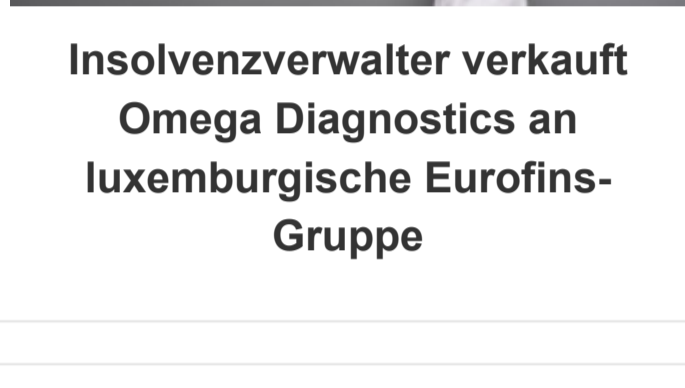 Insolvenzverwalter verkauft
Omega Diagnostics an
luxemburgische Eurofins-
Gruppe